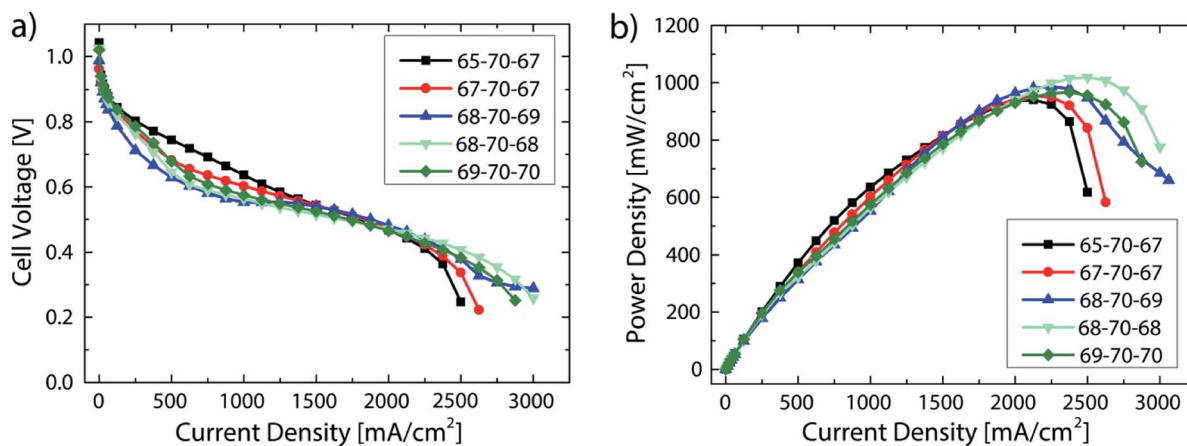 a)
1.0
0.8
0.6
0.4
0.2
0.0
Cell Voltage [V]
0 500 1000 1500 2000 2500 3000
Current Density [mA/cm²]
65-70-67
67-70-67
68-70-69
68-70-68
69-70-70
b)
1200
1000
800
600
400
200
0
Power Density [mW/cm²]
0 500 1000 1500 2000 2500 3000
Current Density [mA/cm²]
65-70-67
67-70-67
68-70-69
68-70-68
69-70-70